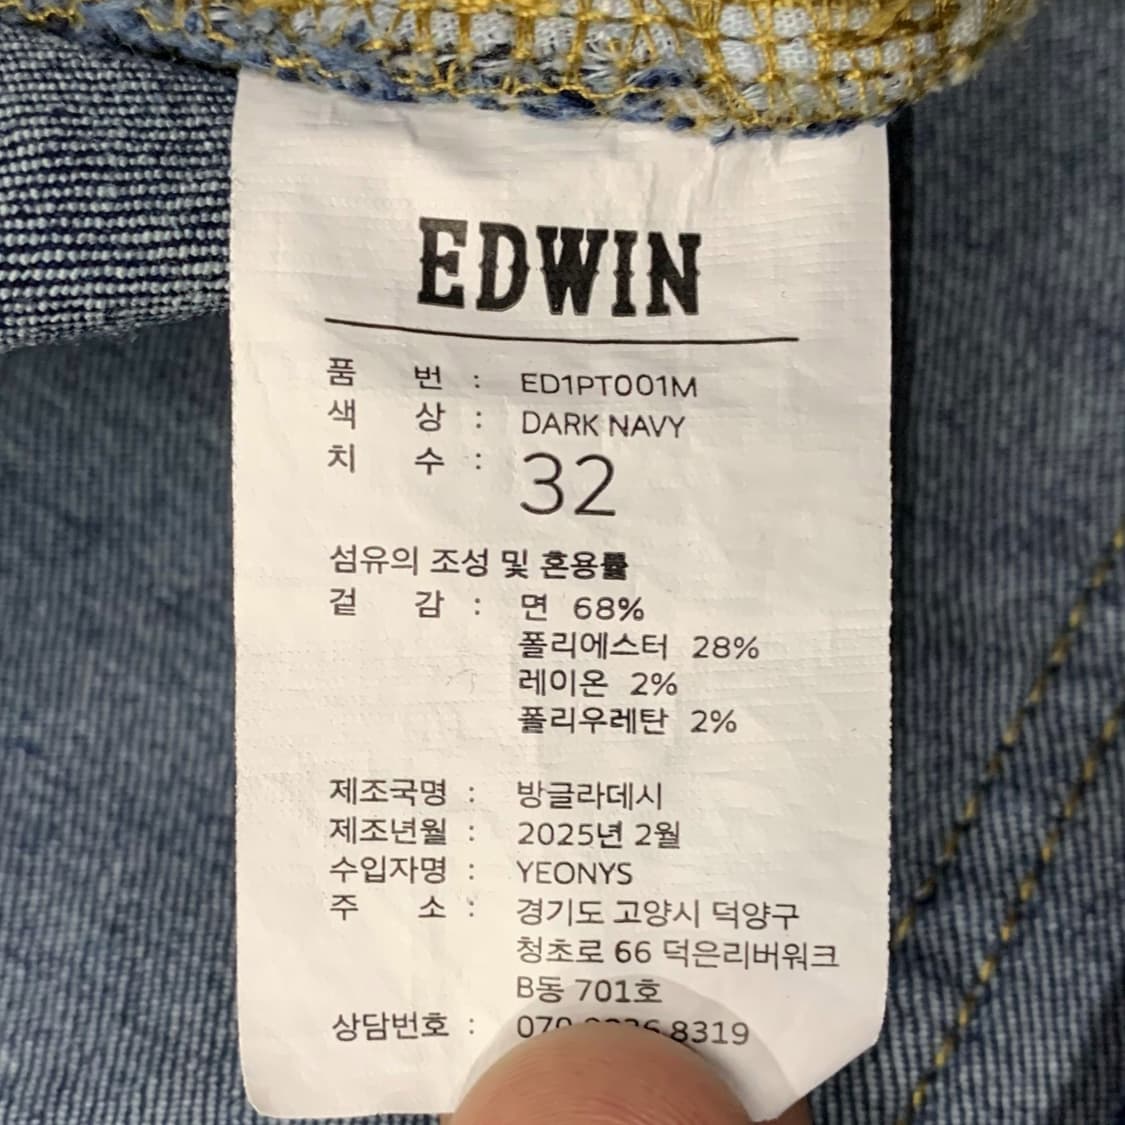 EDWIN
품 번 : ED1PT001M
색 상 : DARK NAVY
치 수 : 32
섬유의 조성 및 혼용률
겉 감 : 면 68%
폴리에스터 28%
레이온 2%
폴리우레탄 2%
제조국명 : 방글라데시
제조년월 : 2025년 2월
수입자명 : YEONYS
주 소 : 경기도 고양시 덕양구
청초로 66 덕은리버워크
B동 701호
상담번호 : 8319